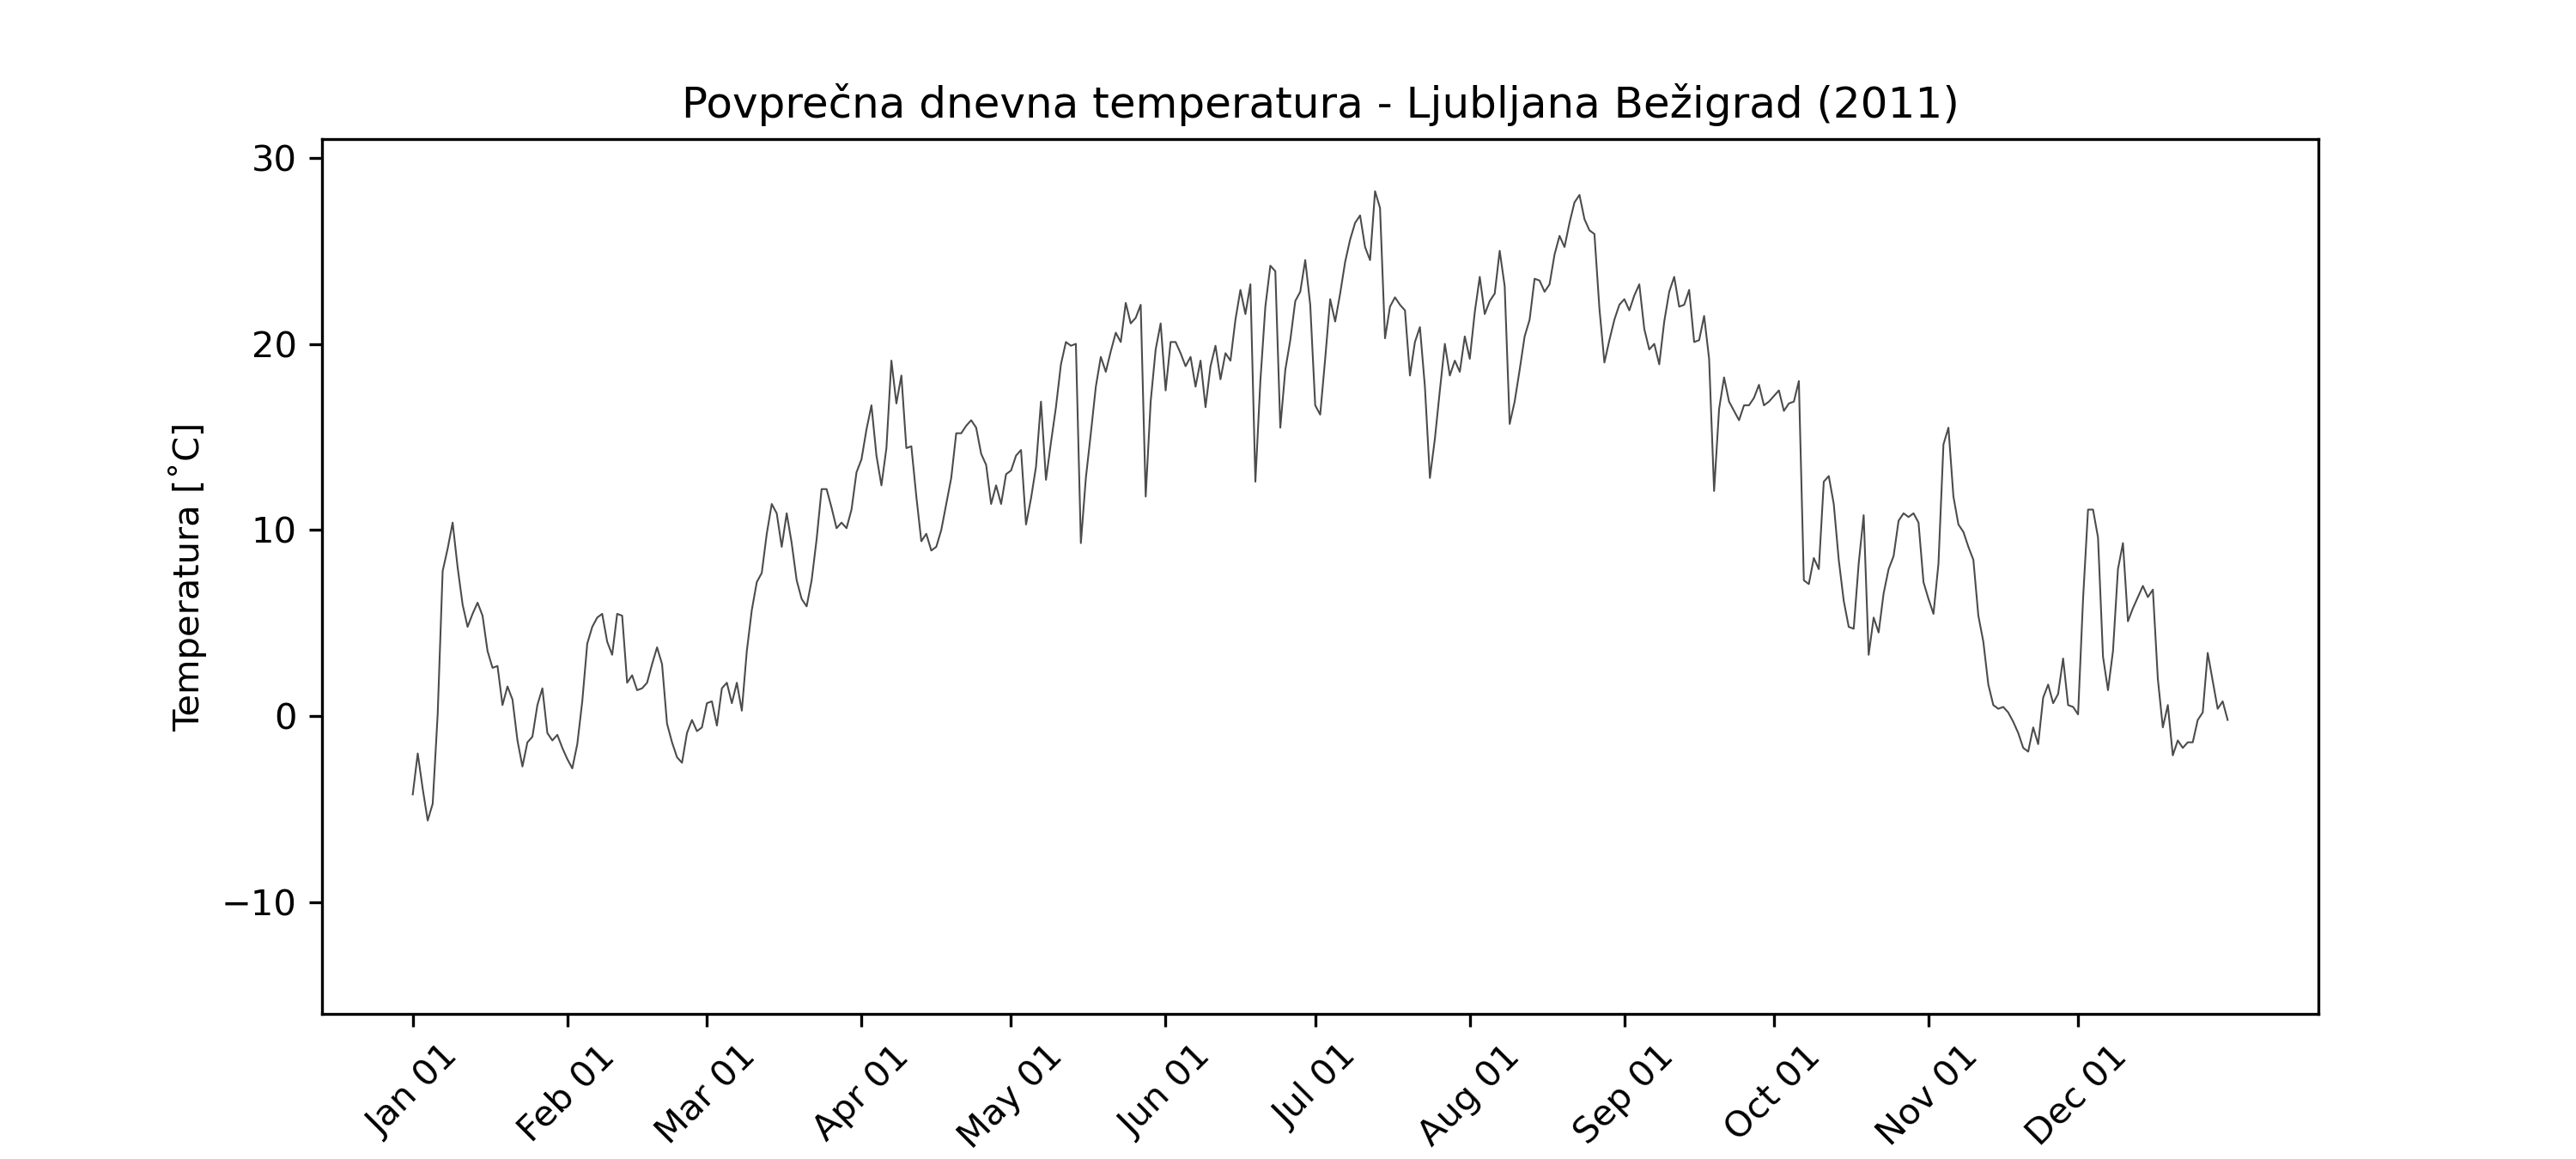 Povprečna dnevna temperatura - Ljubljana Bežigrad (2011)
Temperatura [˚C]
30
20
10
0
−10
Jan 01
Feb 01
Mar 01
Apr 01
May 01
Jun 01
Jul 01
Aug 01
Sep 01
Oct 01
Nov 01
Dec 01